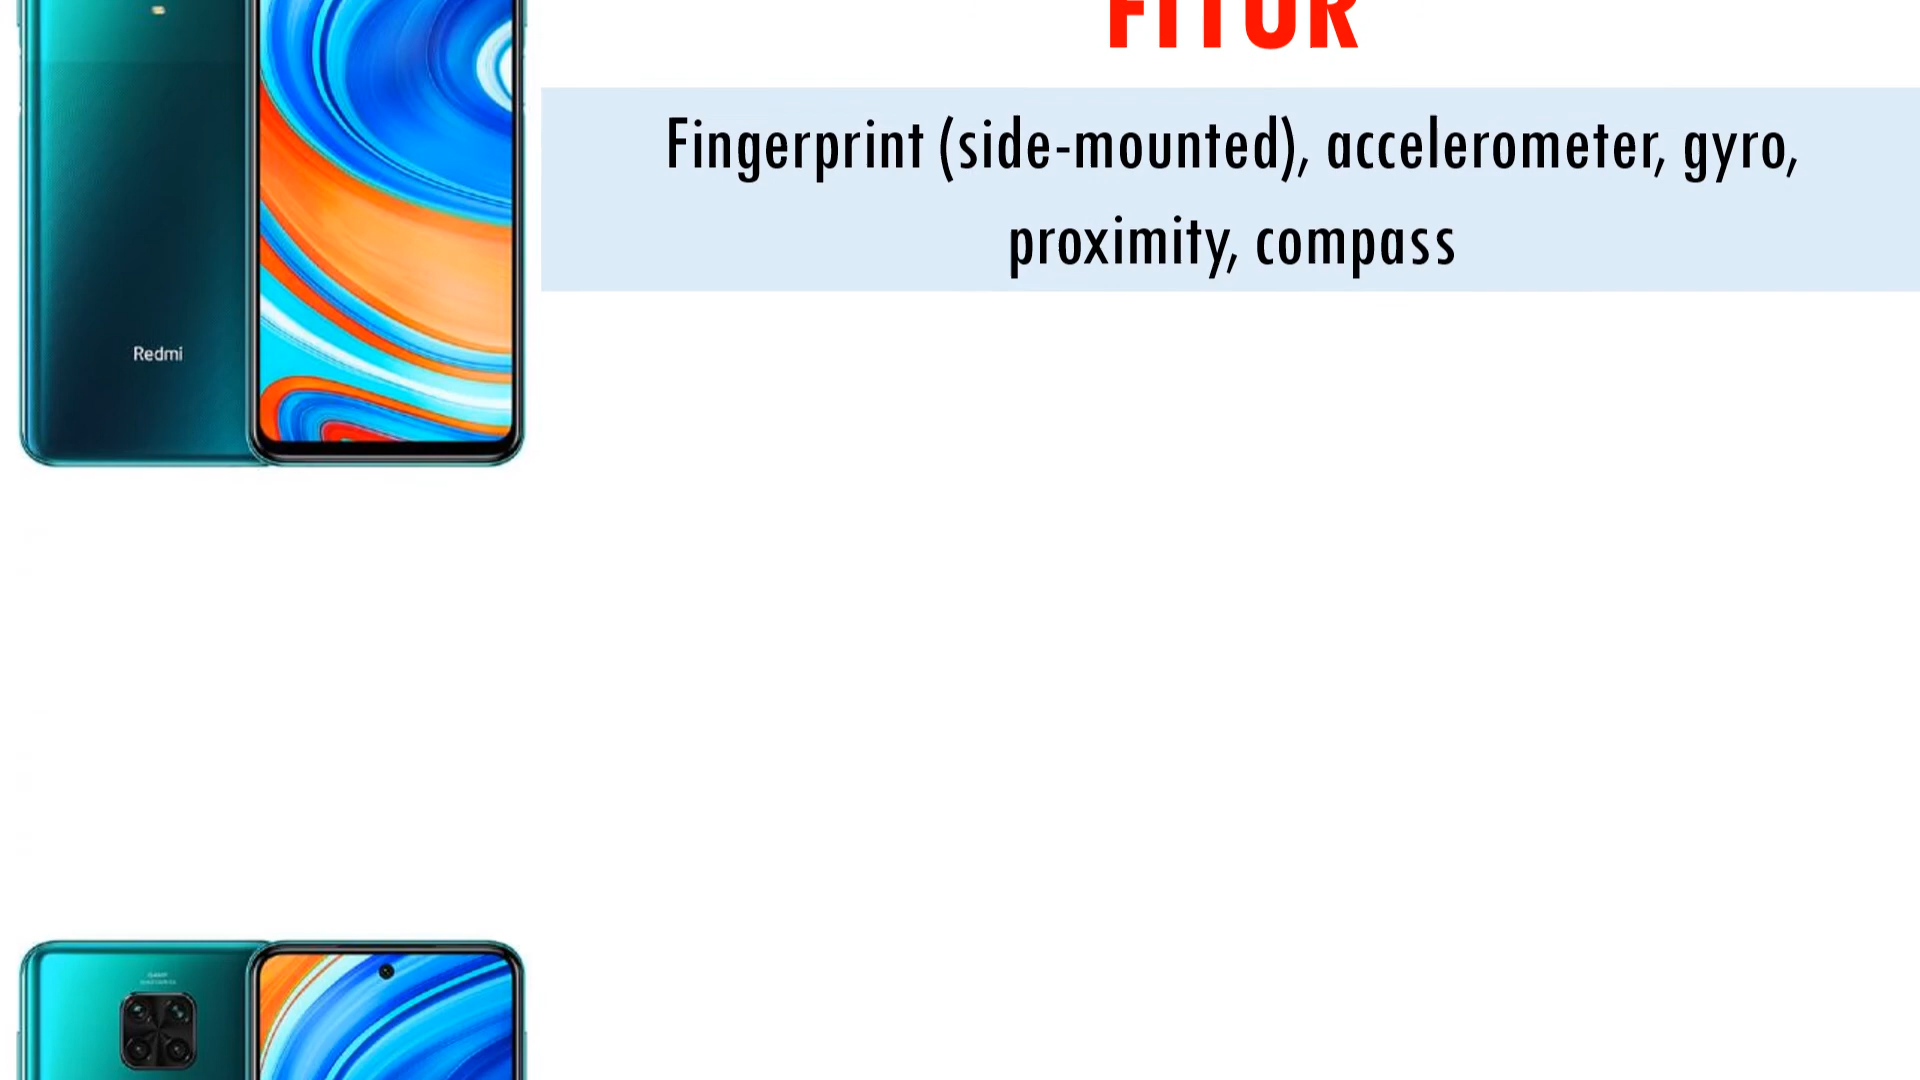 FITUR
Fingerprint (side-mounted), accelerometer, gyro,
proximity, compass
Redmi